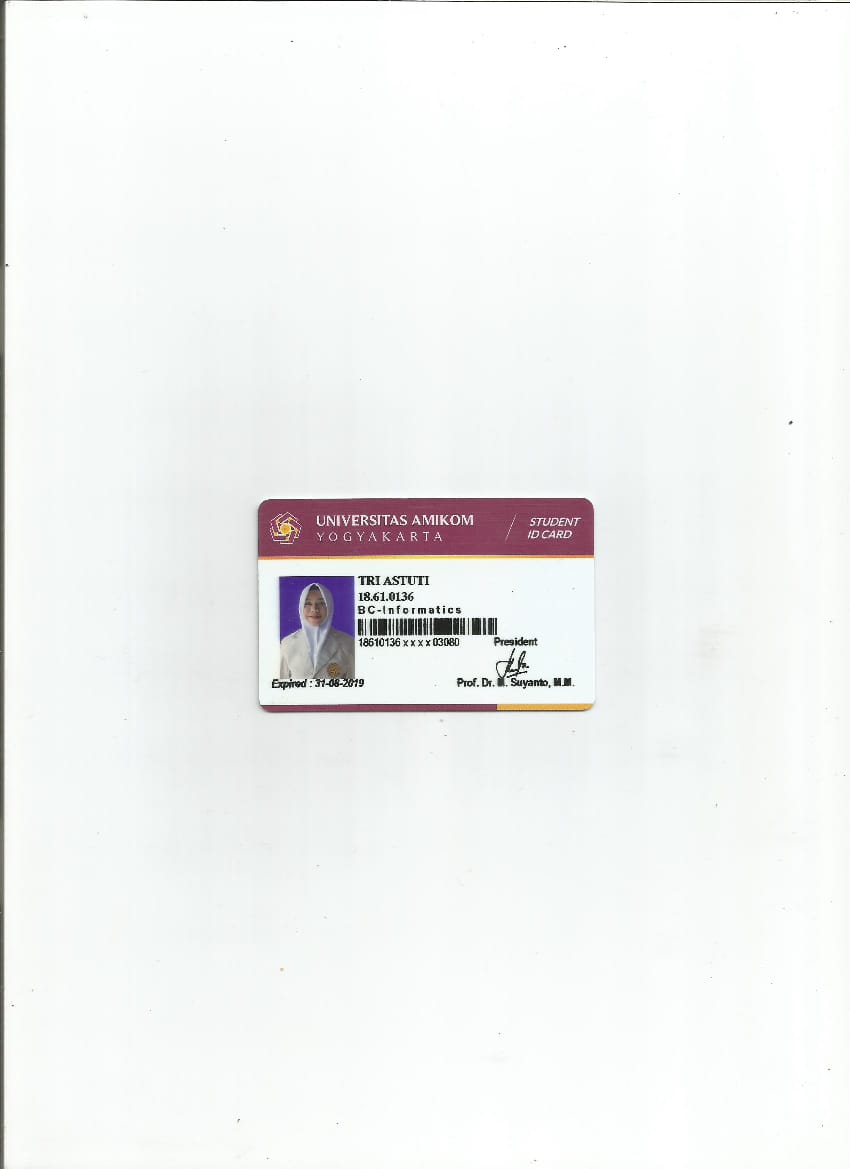 UNIVERSITAS AMIKOM
YOGYAKARTA
STUDENT
ID CARD
TRI ASTUTI
18.61.0136
BC-Informatics
18610136 x x x x 03080
President
Expired : 31-08-2019
Prof. Dr. M. Suyanto, M.M.